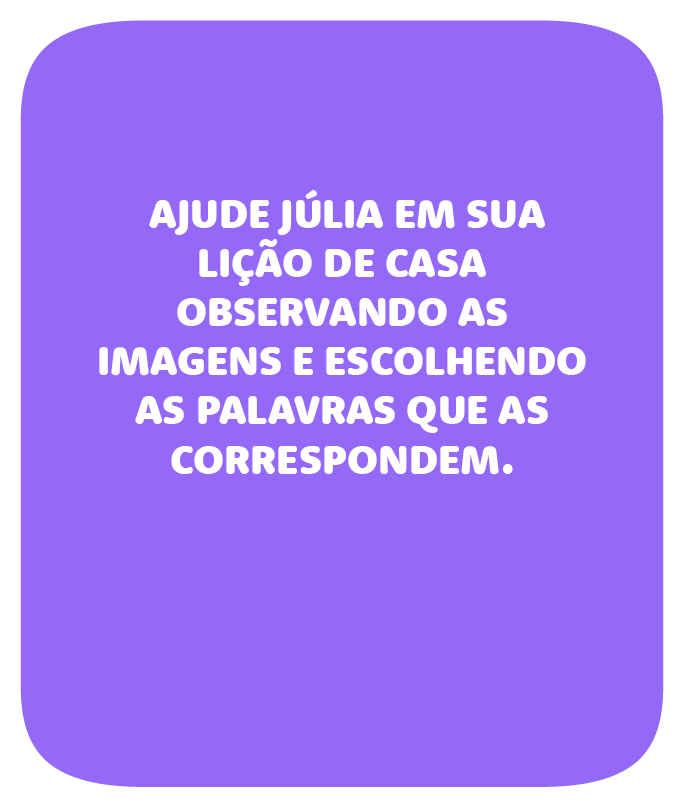 AJUDE JÚLIA EM SUA
LIÇÃO DE CASA
OBSERVANDO AS
IMAGENS E ESCOLHENDO
AS PALAVRAS QUE AS
CORRESPONDEM.